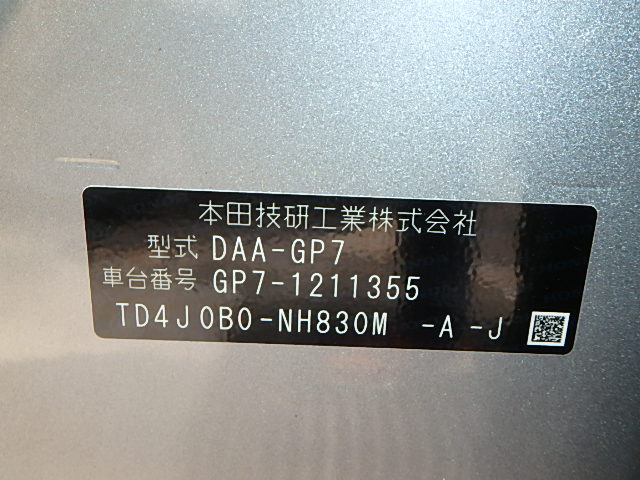 本田技研工業株式会社
型式 DAA-GP7
車台番号 GP7-1211355
TD4J0B0-NH830M -A -J